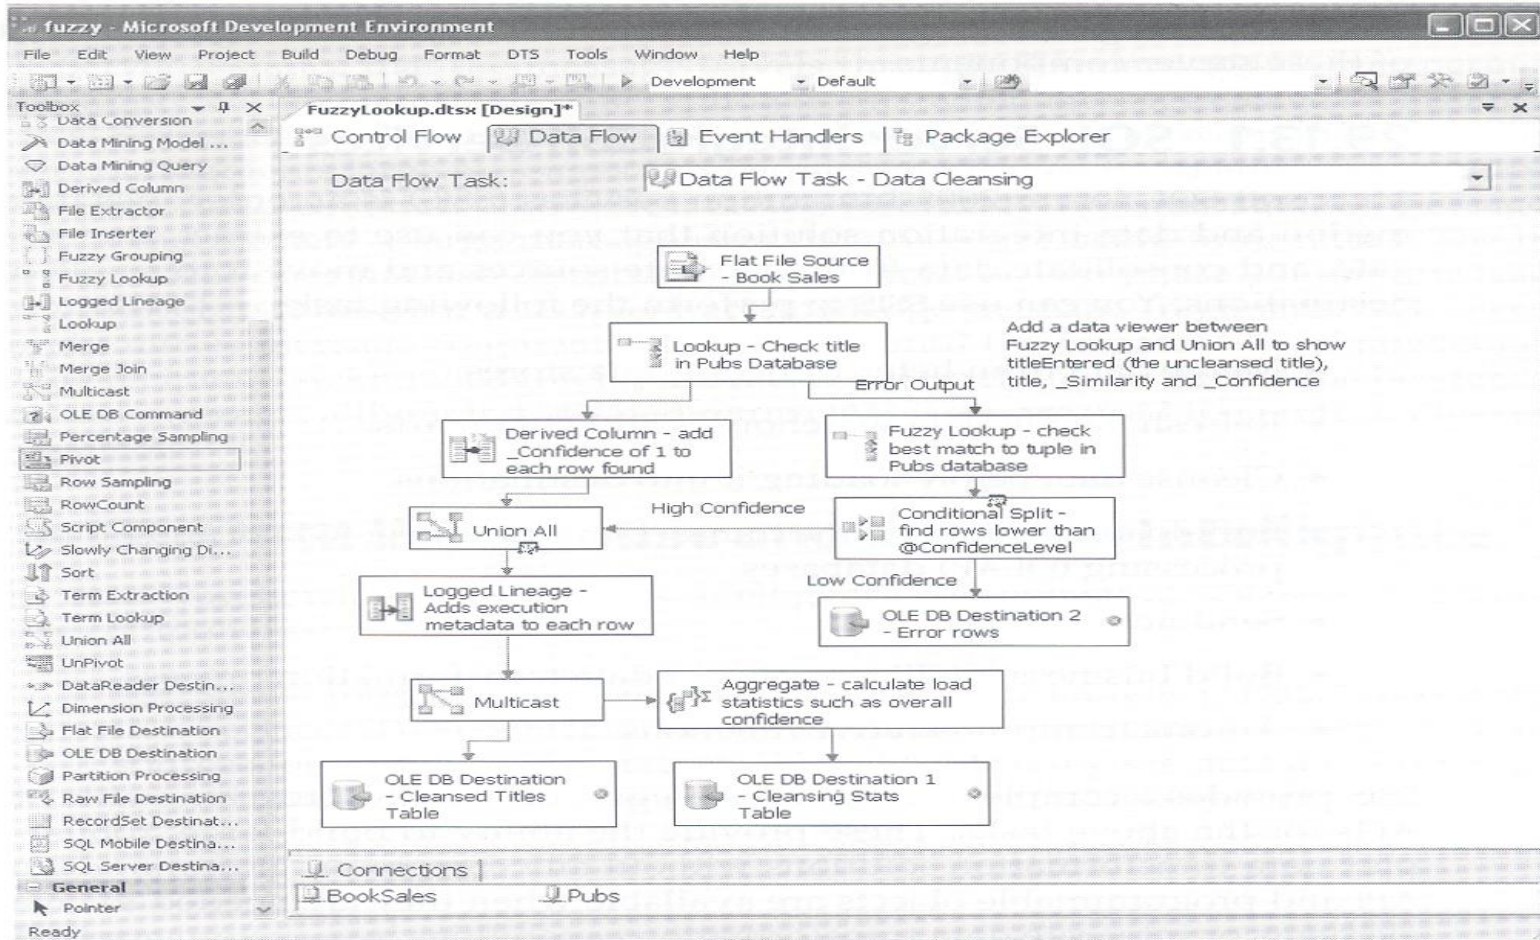 fuzzy - Microsoft Development Environment
File Edit View Project Build Debug Format DTS Tools Window Help
Development Default
Toolbox
Data Conversion
Data Mining Model ...
Data Mining Query
Derived Column
File Extractor
File Inserter
Fuzzy Grouping
Fuzzy Lookup
Logged Lineage
Lookup
Merge
Merge Join
Multicast
OLE DB Command
Percentage Sampling
Pivot
Row Sampling
RowCount
Script Component
Slowly Changing Di...
Sort
Term Extraction
Term Lookup
Union All
UnPivot
DataReader Destin...
Dimension Processing
Flat File Destination
OLE DB Destination
Partition Processing
Raw File Destination
RecordSet Destinat...
SQL Mobile Destina...
SQL Server Destina...
General
Pointer
Ready
FuzzyLookup.dtsx [Design]*
Control Flow Data Flow Event Handlers Package Explorer
Data Flow Task: Data Flow Task - Data Cleansing
Flat File Source
- Book Sales
Lookup - Check title
in Pubs Database
Add a data viewer between
Fuzzy Lookup and Union All to show
titleEntered (the uncleansed title),
title, _Similarity and _Confidence
Error Output
Derived Column - add
_Confidence of 1 to
each row found
Fuzzy Lookup - check
best match to tuple in
Pubs database
High Confidence
Union All
Conditional Split -
find rows lower than
@ConfidenceLevel
Low Confidence
Logged Lineage -
Adds execution
metadata to each row
OLE DB Destination 2
- Error rows
Multicast
Aggregate - calculate load
statistics such as overall
confidence
OLE DB Destination
- Cleansed Titles
Table
OLE DB Destination 1
- Cleansing Stats
Table
Connections
BookSales Pubs